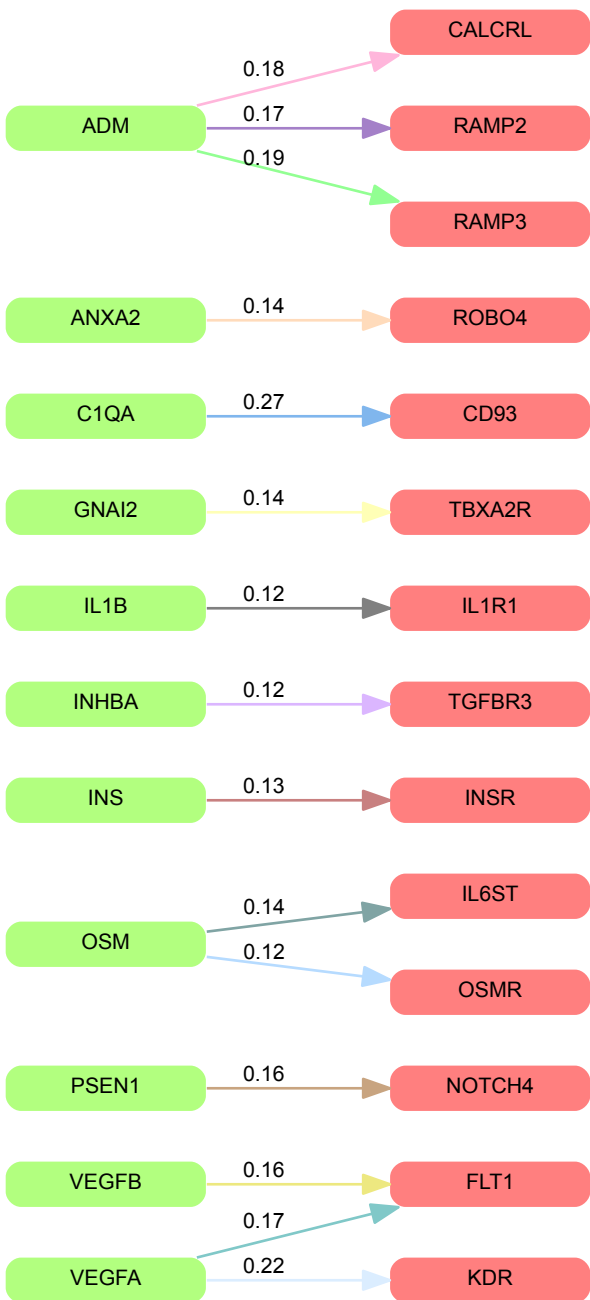 CALCRL
0.18
ADM
0.17
RAMP2
0.19
RAMP3
ANXA2
0.14
ROBO4
C1QA
0.27
CD93
GNAI2
0.14
TBXA2R
IL1B
0.12
IL1R1
INHBA
0.12
TGFBR3
INS
0.13
INSR
IL6ST
0.14
OSM
0.12
OSMR
PSEN1
0.16
NOTCH4
VEGFB
0.16
FLT1
0.17
VEGFA
0.22
KDR